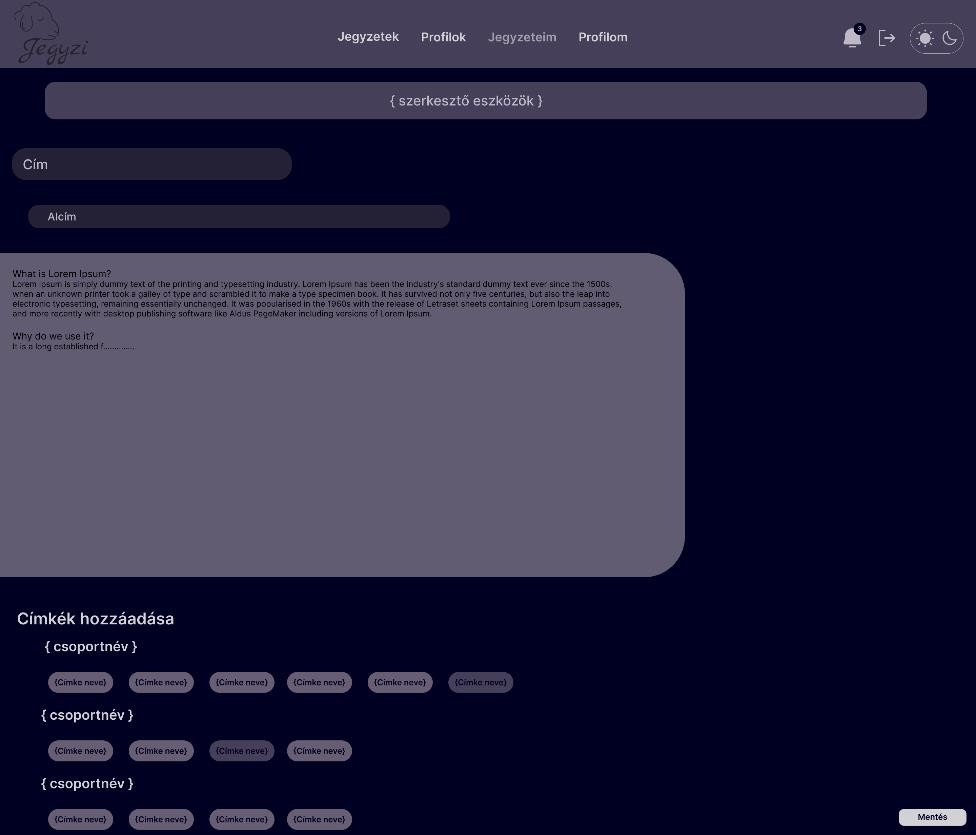 Jegyzi
Jegyzetek Profilok Jegyzeteim Profilom
3
{ szerkesztő eszközök }
Cím
Alcím
What is Lorem Ipsum?
Lorem Ipsum is simply dummy text of the printing and typesetting industry. Lorem Ipsum has been the industry's standard dummy text ever since the 1500s,
when an unknown printer took a galley of type and scrambled it to make a type specimen book. It has survived not only five centuries, but also the leap into
electronic typesetting, remaining essentially unchanged. It was popularised in the 1960s with the release of Letraset sheets containing Lorem Ipsum passages,
and more recently with desktop publishing software like Aldus PageMaker including versions of Lorem Ipsum.
Why do we use it?
It is a long established f..............
Címkék hozzáadása
{ csoportnév }
{Címke neve} {Címke neve} {Címke neve} {Címke neve} {Címke neve} {Címke neve}
{ csoportnév }
{Címke neve} {Címke neve} {Címke neve} {Címke neve}
{ csoportnév }
{Címke neve} {Címke neve} {Címke neve} {Címke neve}
Mentés